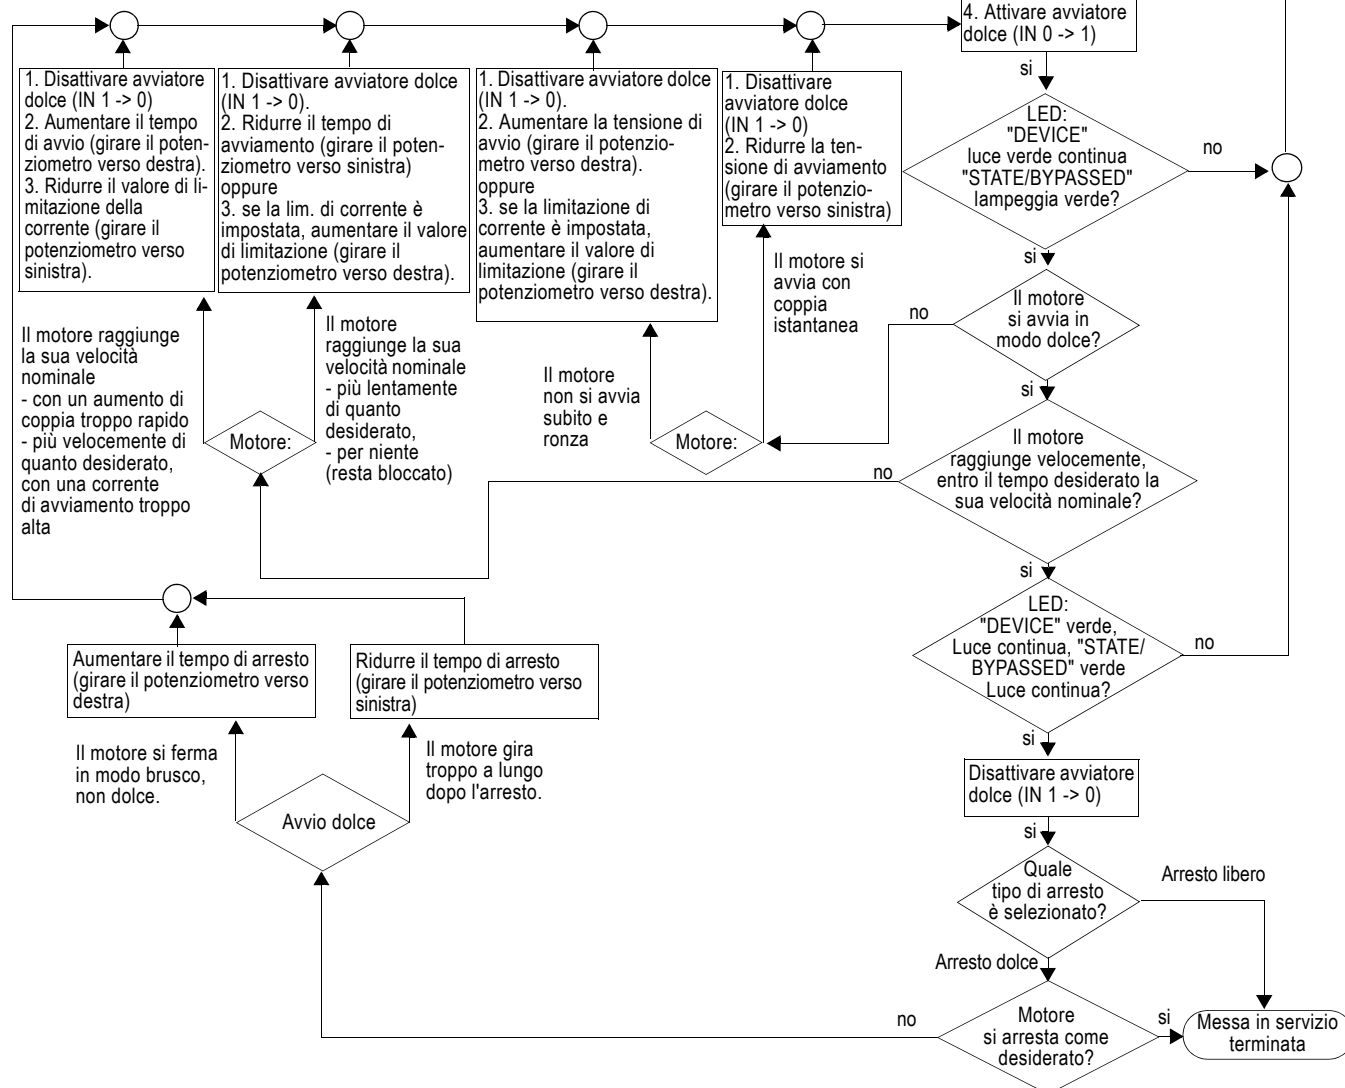 4. Attivare avviatore
dolce (IN 0 -> 1)
si
1. Disattivare avviatore
dolce (IN 1 -> 0)
2. Aumentare il tempo
di avvio (girare il poten-
ziometro verso destra).
3. Ridurre il valore di li-
mitazione della
corrente (girare il
potenziometro verso
sinistra).
1. Disattivare avviatore dolce
(IN 1 -> 0).
2. Ridurre il tempo di
avviamento (girare il poten-
ziometro verso sinistra)
oppure
3. se la lim. di corrente è
impostata, aumentare il valore
di limitazione (girare il
potenziometro verso destra).
1. Disattivare avviatore dolce
(IN 1 -> 0).
2. Aumentare la tensione di
avvio (girare il potenzio-
metro verso destra).
oppure
3. se la limitazione di
corrente è impostata,
aumentare il valore di
limitazione (girare il
potenziometro verso destra).
1. Disattivare
avviatore dolce
(IN 1 -> 0)
2. Ridurre la ten-
sione di avviamento
(girare il potenzio-
metro verso sinistra)
LED:
"DEVICE"
luce verde continua
"STATE/BYPASSED"
lampeggia verde?
no
si
Il motore
si avvia in
modo dolce?
no
si
Il motore si
avvia con
coppia
istantanea
Il motore
non si avvia
subito e
ronza
Motore:
Il motore raggiunge
la sua velocità
nominale
- con un aumento di
coppia troppo rapido
- più velocemente di
quanto desiderato,
con una corrente
di avviamento troppo
alta
Motore:
Il motore
raggiunge la sua
velocità nominale
- più lentamente
di quanto
desiderato,
- per niente
(resta bloccato)
Il motore
raggiunge velocemente,
entro il tempo desiderato la
sua velocità nominale?
no
si
LED:
"DEVICE" verde,
Luce continua, "STATE/
BYPASSED" verde
Luce continua?
no
si
Aumentare il tempo di arresto
(girare il potenziometro verso
destra)
Ridurre il tempo di arresto
(girare il potenziometro verso
sinistra)
Il motore si ferma
in modo brusco,
non dolce.
Il motore gira
troppo a lungo
dopo l'arresto.
Avvio dolce
Disattivare avviatore
dolce (IN 1 -> 0)
si
Quale
tipo di arresto
è selezionato?
Arresto libero
Arresto dolce
Motore
si arresta come
desiderato?
no
si
Messa in servizio
terminata